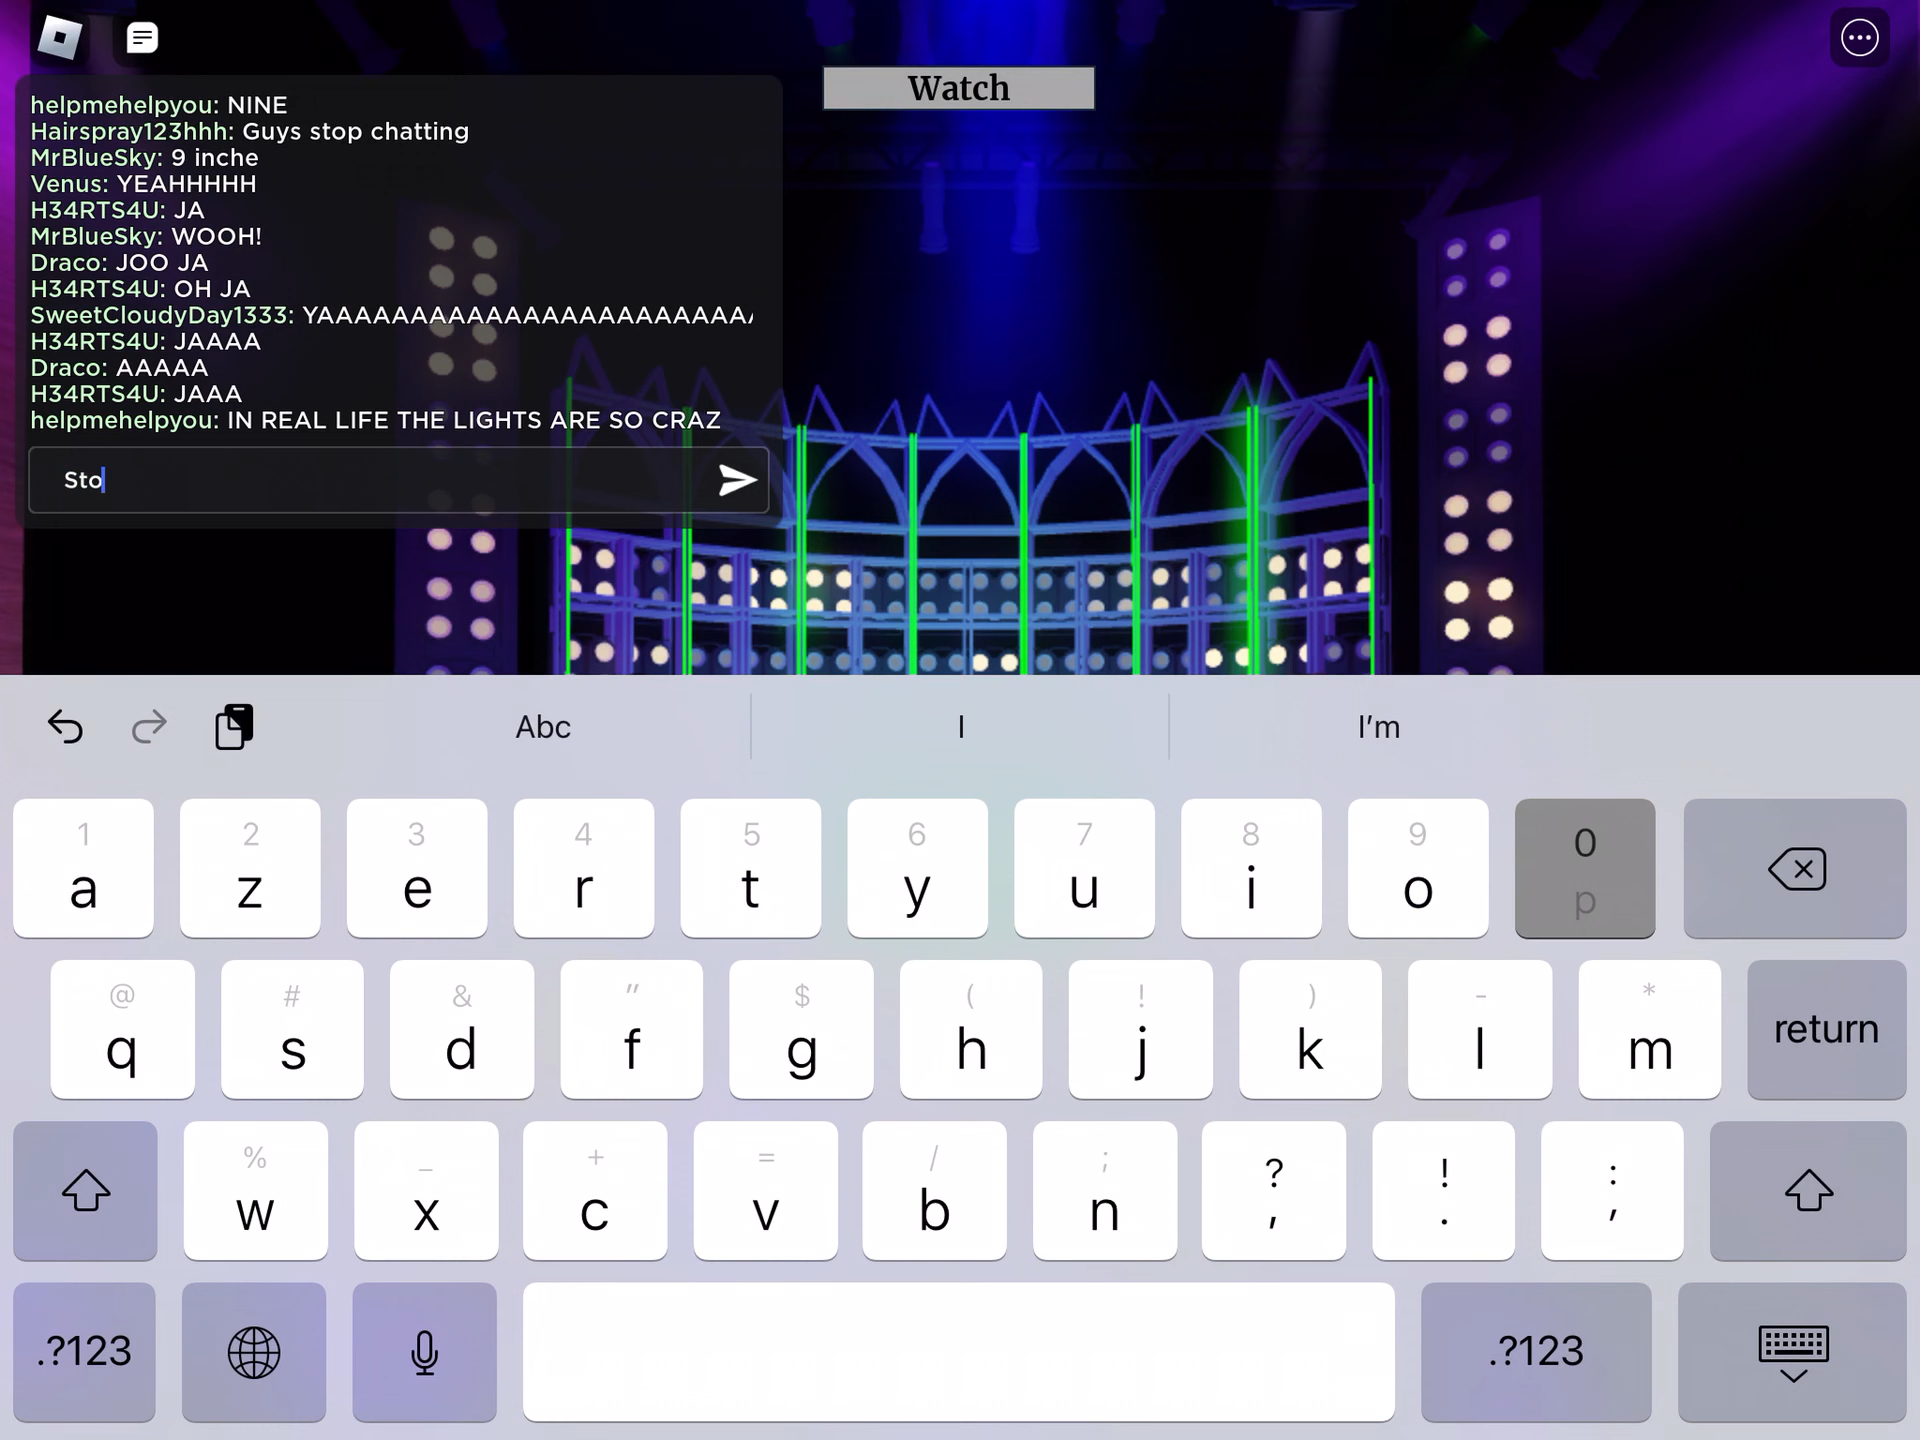 Watch
helpmehelpyou: NINE
Hairspray123hhh: Guys stop chatting
MrBlueSky: 9 inche
Venus: YEAHHHHH
H34RTS4U: JA
MrBlueSky: WOOH!
Draco: JOO JA
H34RTS4U: OH JA
SweetCloudyDay1333: YAAAAAAAAAAAAAAAAAAAAAAA
H34RTS4U: JAAAA
Draco: AAAAA
H34RTS4U: JAAA
helpmehelpyou: IN REAL LIFE THE LIGHTS ARE SO CRAZ
Sto
Abc I I’m
1 2 3 4 5 6 7 8 9 0
a z e r t y u i o p
@ # & " $ ( ! ) - *
q s d f g h j k l m return
% _ + = / ; ? ! :
w x c v b n , . ’
.?123 .?123